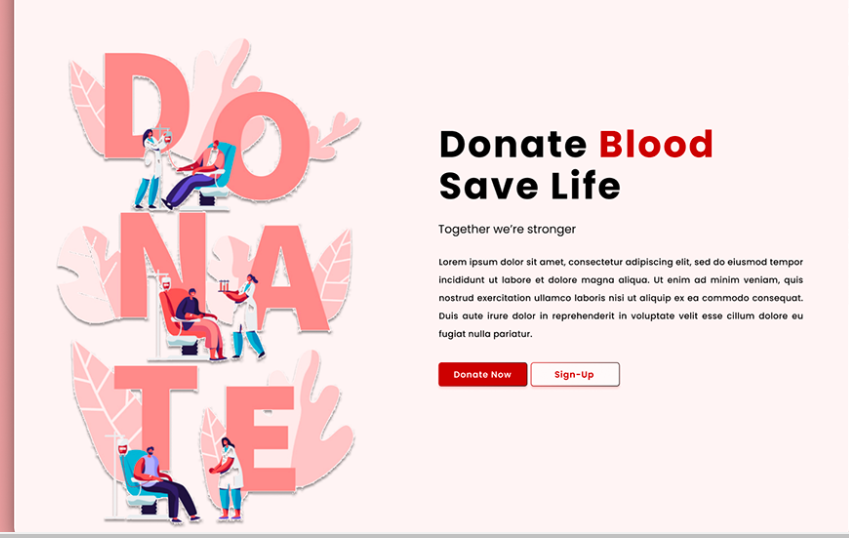 DO
NA
TE
Donate Blood
Save Life
Together we're stronger
Lorem ipsum dolor sit amet, consectetur adipiscing elit, sed do eiusmod tempor
incididunt ut labore et dolore magna aliqua. Ut enim ad minim veniam, quis
nostrud exercitation ullamco laboris nisi ut aliquip ex ea commodo consequat.
Duis aute irure dolor in reprehenderit in voluptate velit esse cillum dolore eu
fugiat nulla pariatur.
Donate Now Sign-Up